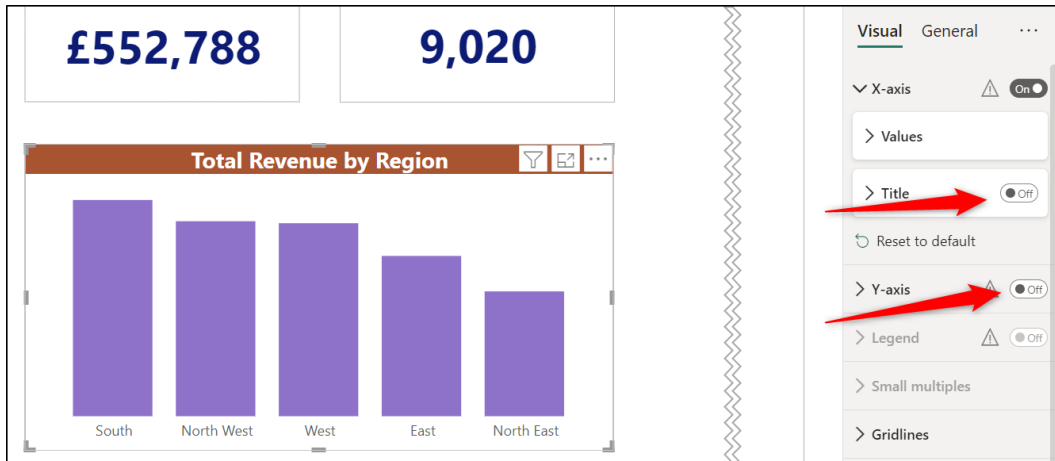 £552,788
9,020
Total Revenue by Region
South
North West
West
East
North East
Visual General ...
X-axis On
Values
Title Off
Reset to default
Y-axis Off
Legend Off
Small multiples
Gridlines